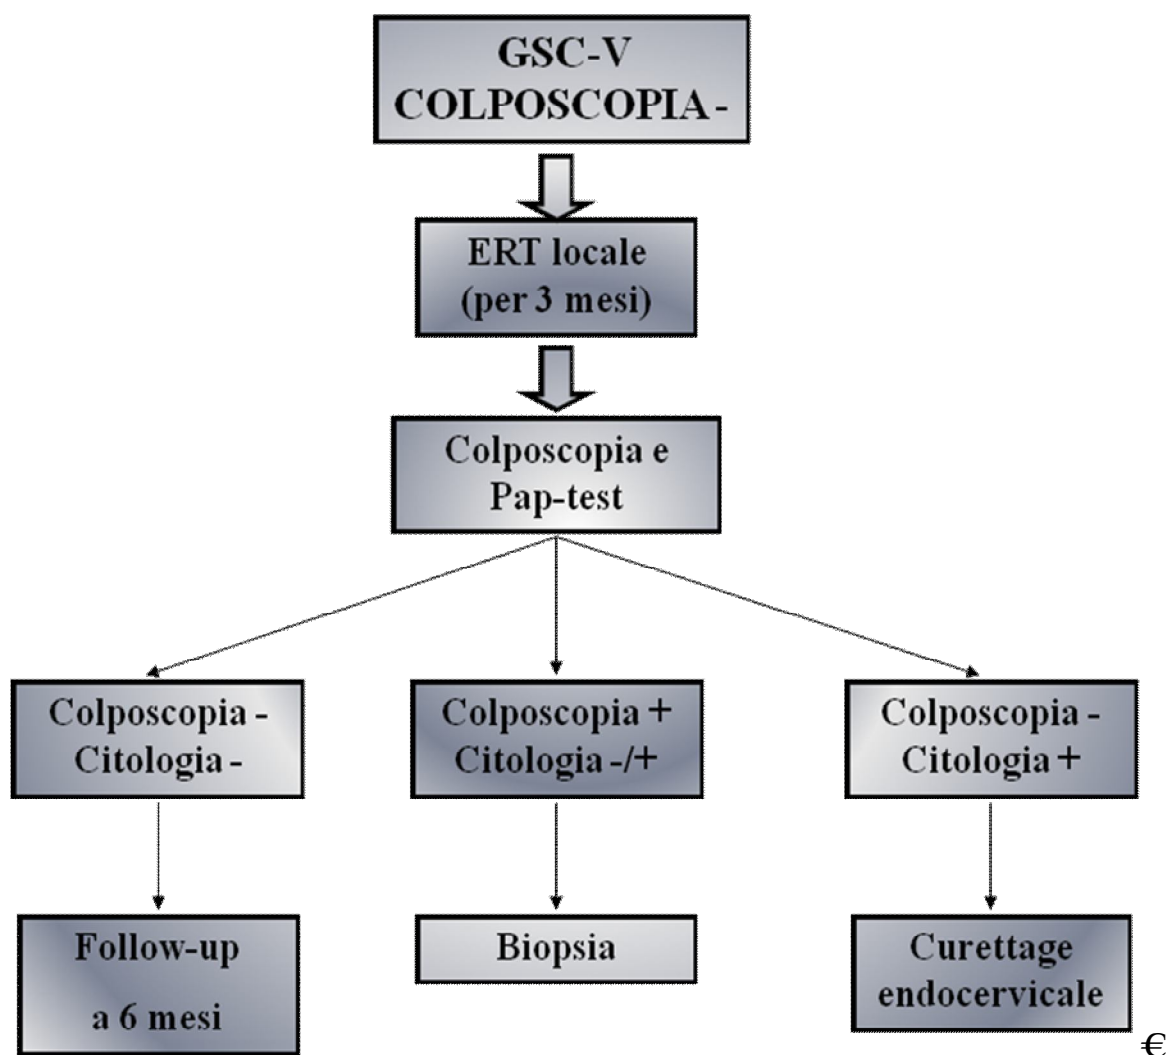 GSC-V
COLPOSCOPIA -
ERT locale
(per 3 mesi)
Colposcopia e
Pap-test
Colposcopia -
Citologia -
Colposcopia +
Citologia -/+
Colposcopia -
Citologia +
Follow-up
a 6 mesi
Biopsia
Curettage
endocervicale
€